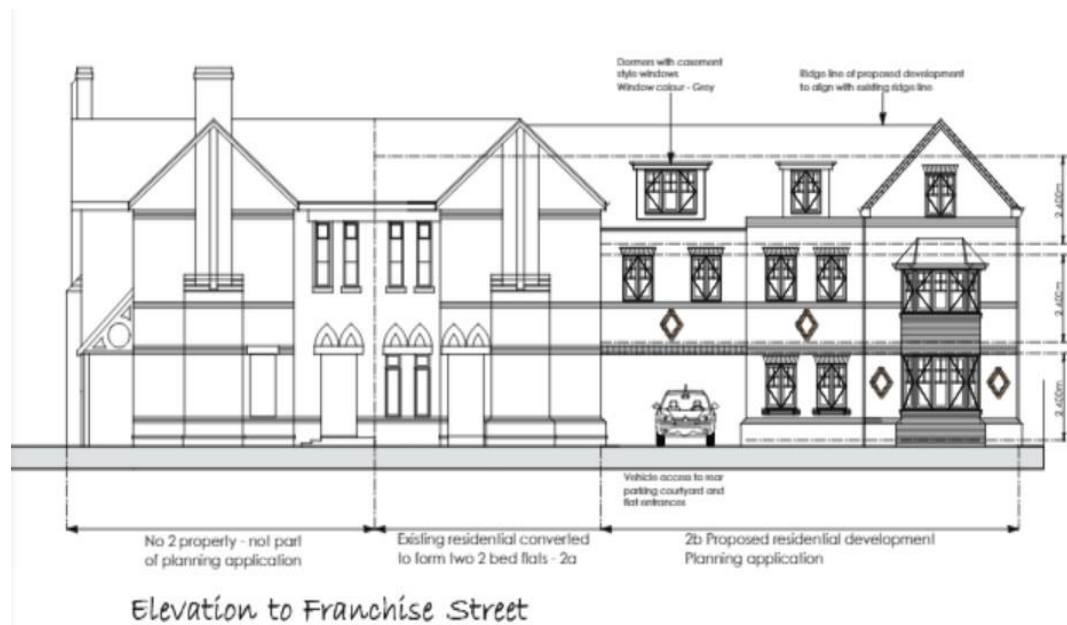 Dormers with casement
style windows
Window colour - Grey
Ridge line of proposed development
to align with existing ridge line
2.400m
2.400m
2.400m
Vehicle access to rear
parking courtyard and
flat entrances
No 2 property - not part
of planning application
Existing residential converted
to form two 2 bed flats - 2a
2b Proposed residential development
Planning application
Elevation to Franchise Street